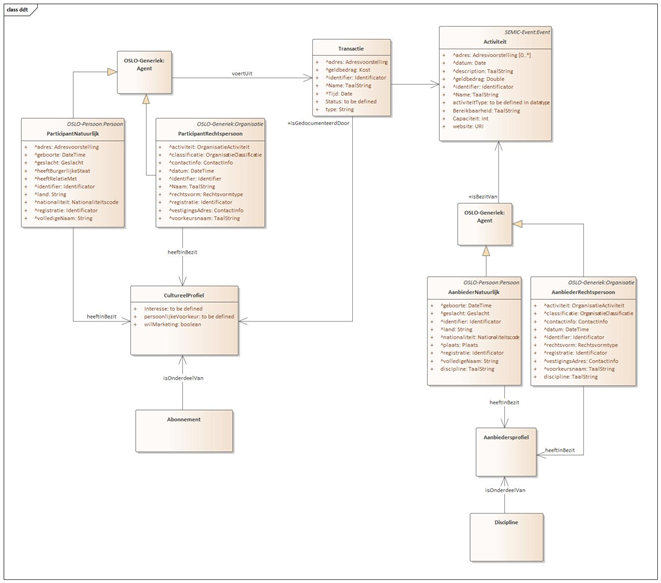 class ddt
OSLO-Generiek:
Agent
voertUit
Transactie
+ ^adres: Adresvoorstelling
+ ^geldbedrag: Kost
+ ^identifier: Identificator
+ ^Name: TaalString
+ ^Tijd: Date
+ Status: to be defined
+ type: String
SEMIC-Event:Event
Activiteit
+ ^adres: Adresvoorstelling [0..*]
+ ^datum: Date
+ ^description: TaalString
+ ^geldbedrag: Double
+ ^identifier: Identificator
+ ^Name: TaalString
+ activiteitType: to be defined in datatype
+ Bereikbaarheid: TaalString
+ Capaciteit: int
+ website: URI
+isGedocumenteerdDoor
OSLO-Persoon:Persoon
ParticipantNatuurlijk
+ ^adres: Adresvoorstelling
+ ^geboorte: DateTime
+ ^geslacht: Geslacht
+ ^heeftBurgerlijkeStaat
+ ^heeftRelatieMet
+ ^identifier: Identificator
+ ^land: String
+ ^nationaliteit: Nationaliteitscode
+ ^registratie: Identificator
+ ^volledigeNaam: String
OSLO-Generiek:Organisatie
ParticipantRechtspersoon
+ ^activiteit: OrganisatieActiviteit
+ ^classificatie: OrganisatieClassificatie
+ ^contactinfo: ContactInfo
+ ^datum: DateTime
+ ^identifier: Identifier
+ ^Naam: TaalString
+ ^rechtsvorm: Rechtsvormtype
+ ^registratie: Identificator
+ ^vestigingsAdres: ContactInfo
+ ^voorkeursnaam: TaalString
+isBezitVan
OSLO-Generiek:
Agent
heeftInBezit
heeftInBezit
CultureelProfiel
+ Interesse: to be defined
+ persoonlijkeVoorkeur: to be defined
+ wilMarketing: boolean
OSLO-Persoon:Persoon
AanbiederNatuurlijk
+ ^geboorte: DateTime
+ ^geslacht: Geslacht
+ ^identifier: Identificator
+ ^land: String
+ ^nationaliteit: Nationaliteitscode
+ ^plaats: Plaats
+ ^registratie: Identificator
+ ^volledigeNaam: String
+ discipline: TaalString
OSLO-Generiek:Organisatie
AanbiederRechtspersoon
+ ^activiteit: OrganisatieActiviteit
+ ^classificatie: OrganisatieClassificatie
+ ^contactinfo: ContactInfo
+ ^datum: DateTime
+ ^identifier: Identificator
+ ^rechtsvorm: Rechtsvormtype
+ ^registratie: Identificator
+ ^vestigingsAdres: ContactInfo
+ ^voorkeursnaam: TaalString
+ discipline: TaalString
isOnderdeelVan
Abonnement
heeftInBezit
heeftInBezit
Aanbiedersprofiel
isOnderdeelVan
Discipline